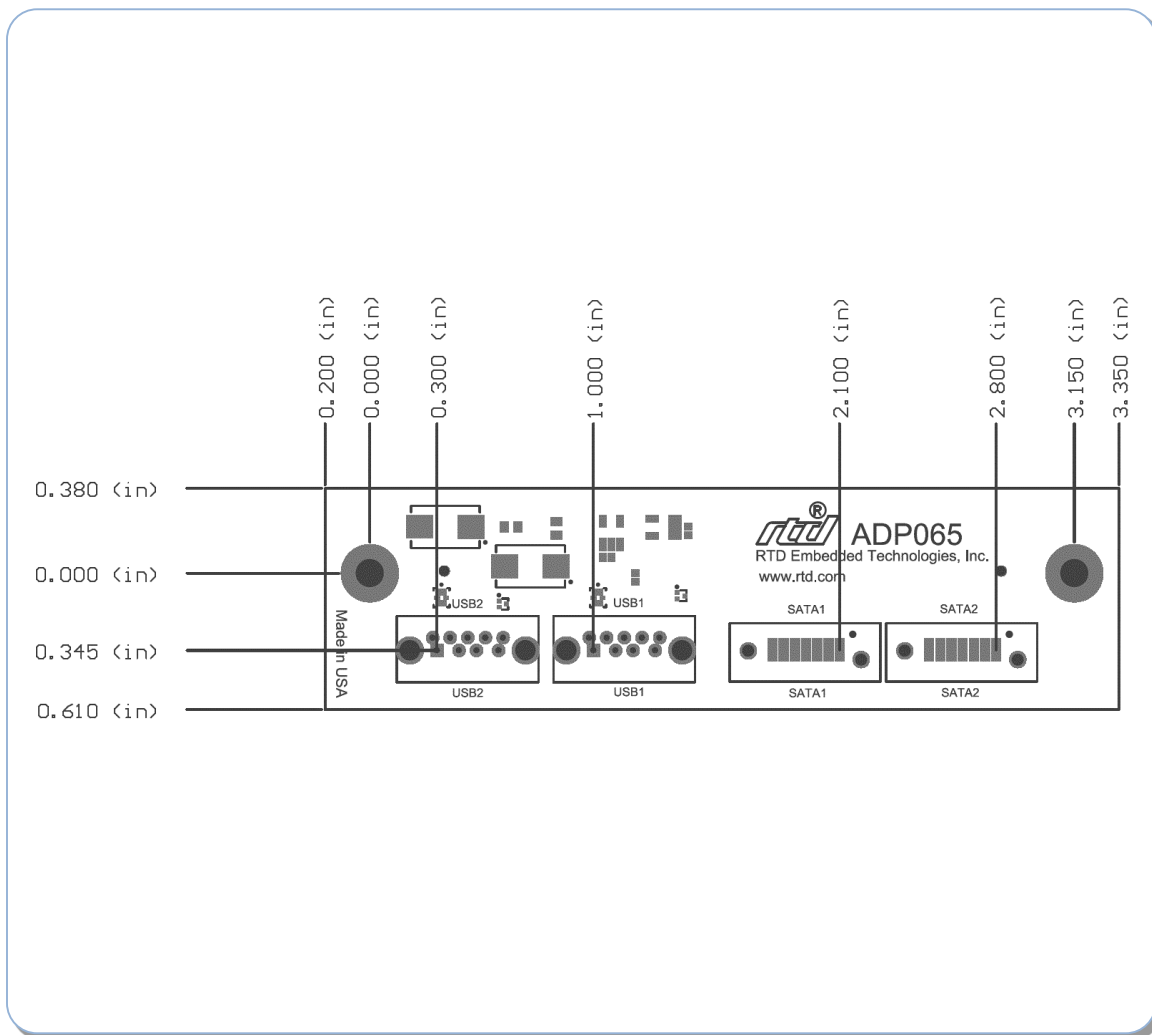 0.200 (in)
0.000 (in)
0.300 (in)
1.000 (in)
2.100 (in)
2.800 (in)
3.150 (in)
3.350 (in)
0.380 (in)
0.000 (in)
0.345 (in)
0.610 (in)
rtd®
ADP065
RTD Embedded Technologies, Inc.
www.rtd.com
Made in USA
USB2
USB1
SATA1
SATA2
USB2
USB1
SATA1
SATA2